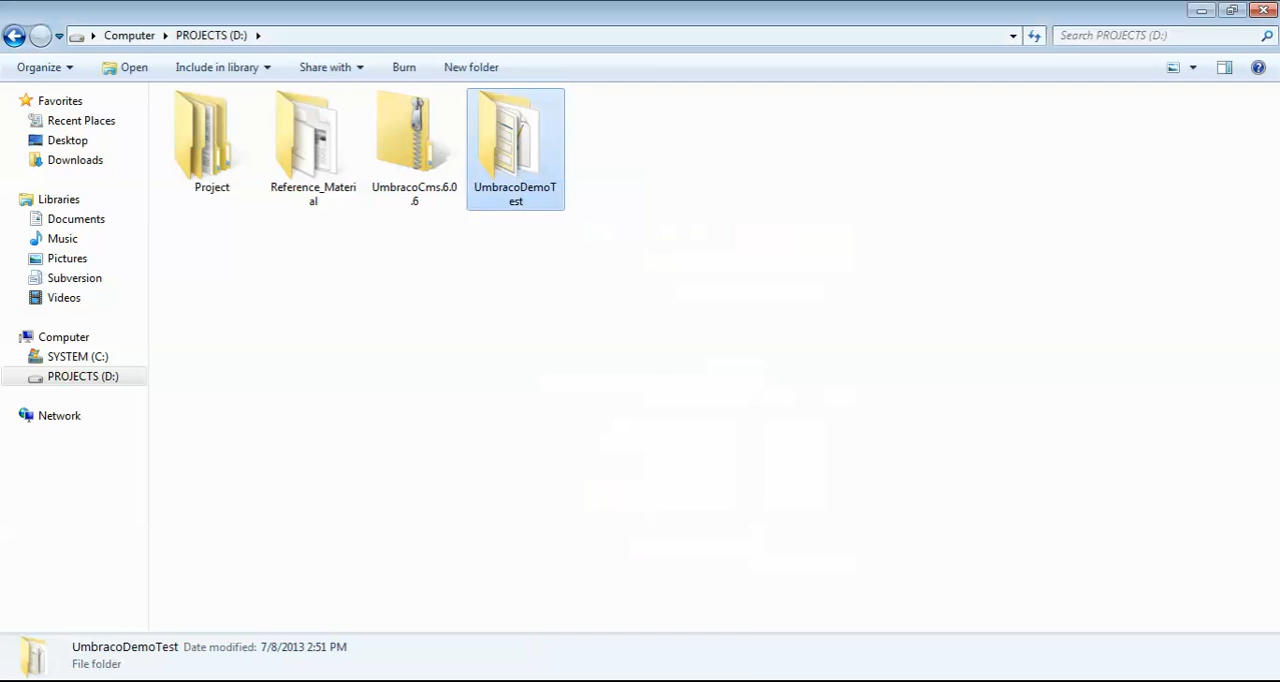 Computer PROJECTS (D:) Search PROJECTS (D:)
Organize Open Include in library Share with Burn New folder
Favorites
Recent Places
Desktop
Downloads
Libraries
Documents
Music
Pictures
Subversion
Videos
Computer
SYSTEM (C:)
PROJECTS (D:)
Network
Project
Reference_Materi
al
UmbracoCms.6.0
.6
UmbracoDemoT
est
UmbracoDemoTest Date modified: 7/8/2013 2:51 PM
File folder